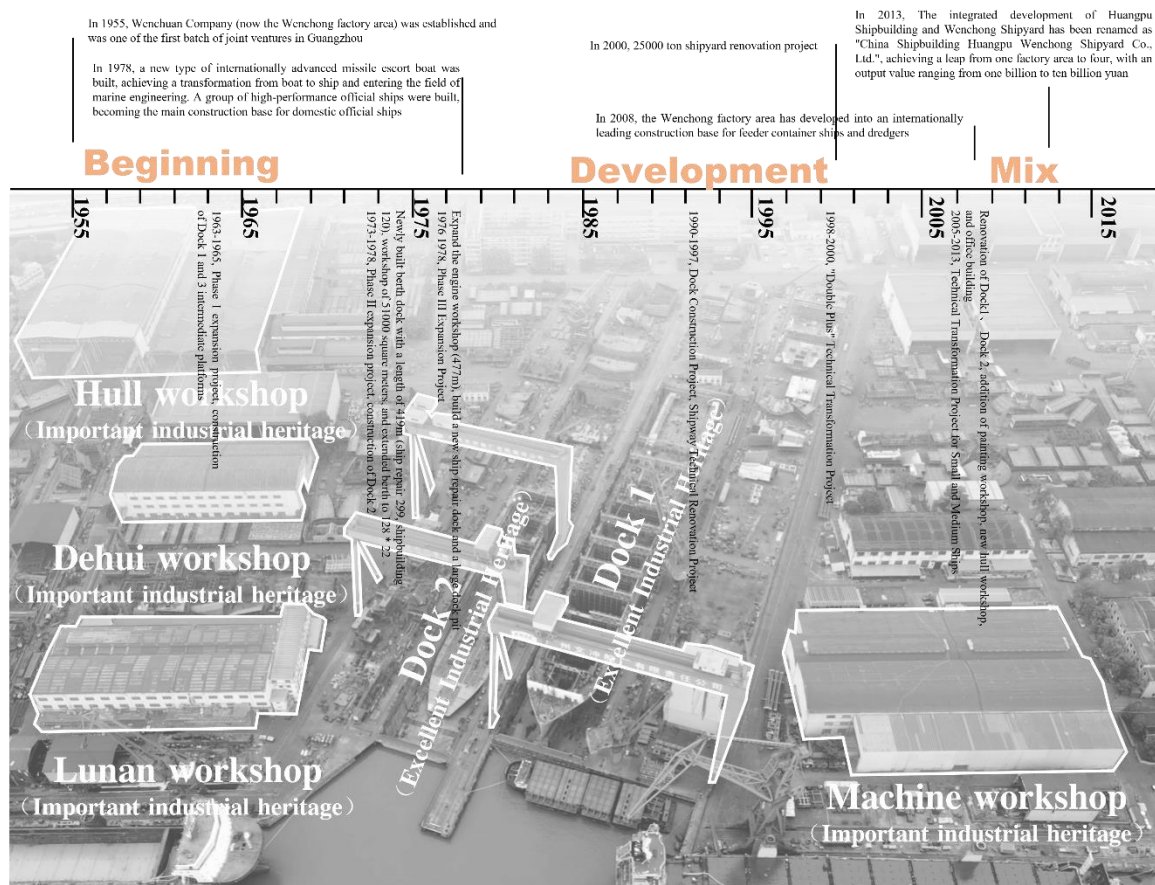 In 1955, Wenchuan Company (now the Wenchong factory area) was established and
was one of the first batch of joint ventures in Guangzhou
In 1978, a new type of internationally advanced missile escort boat was
built, achieving a transformation from boat to ship and entering the field of
marine engineering. A group of high-performance official ships were built,
becoming the main construction base for domestic official ships
In 2000, 25000 ton shipyard renovation project
In 2008, the Wenchong factory area has developed into an internationally
leading construction base for feeder container ships and dredgers
In 2013, The integrated development of Huangpu
Shipbuilding and Wenchong Shipyard has been renamed as
"China Shipbuilding Huangpu Wenchong Shipyard Co.,
Ltd.", achieving a leap from one factory area to four, with an
output value ranging from one billion to ten billion yuan
Beginning
Development
Mix
1955
1965
1975
1985
1995
2005
2015
1963-1965, Phase 1 expansion project, construction
of Dock 1 and 3 intermediate platforms
Newly built berth dock with a length of 419m (ship repair 299, shipbuilding
120), workshop of 51000 square meters, and extended berth to 128 * 22
1973-1978, Phase II expansion project, construction of Dock 2
Expand the engine workshop (477m), build a new ship repair dock and a large dock pit
1976 1978, Phase III Expansion Project
1990-1997, Dock Construction Project, Shipway Technical Renovation Project
1998-2000, "Double Plus" Technical Transformation Project
Renovation of Dock1、 Dock 2, addition of painting workshop, new hull workshop,
and office building
2005-2013, Technical Transformation Project for Small and Medium Ships
Hull workshop
（Important industrial heritage）
Dehui workshop
（Important industrial heritage）
Lunan workshop
（Important industrial heritage）
Dock 2
（Excellent Industrial Heritage）
Dock 1
（Excellent Industrial Heritage）
Machine workshop
（Important industrial heritage）